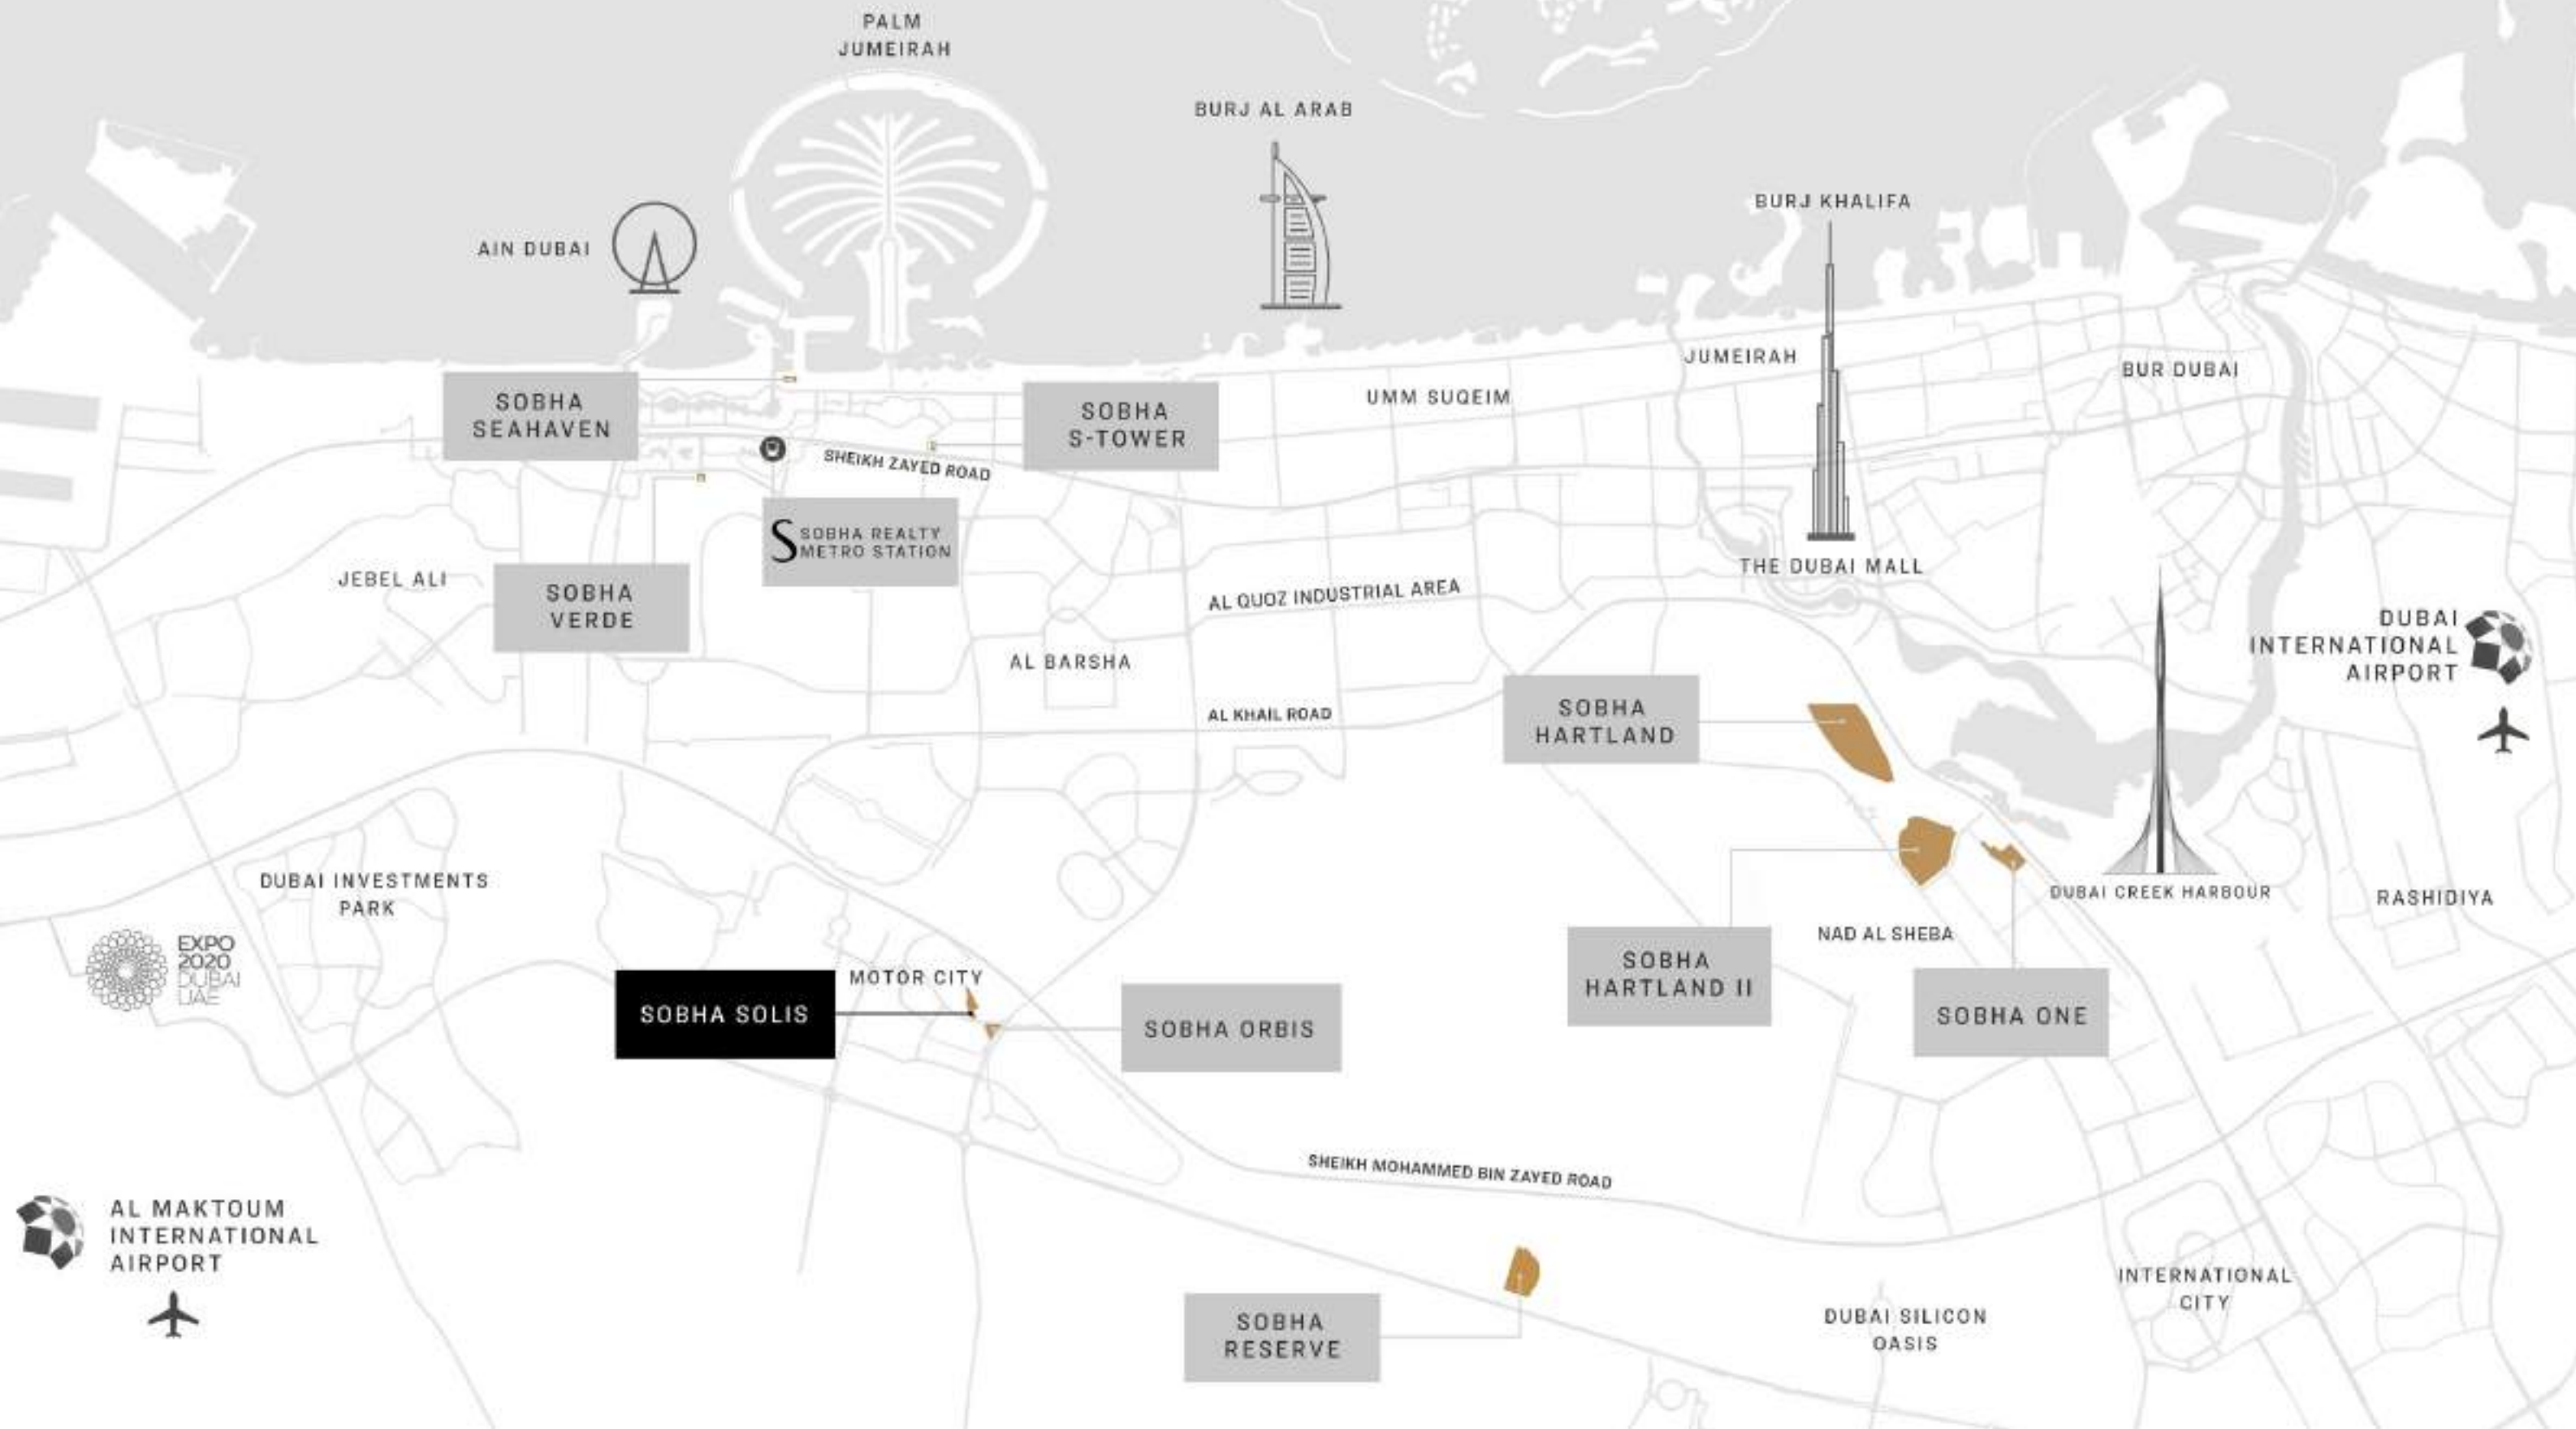 PALM
JUMEIRAH
BURJ AL ARAB
BURJ KHALIFA
AIN DUBAI
JUMEIRAH
BUR DUBAI
UMM SUQEIM
SOBHA
SEAHAVEN
SOBHA
S-TOWER
SHEIKH ZAYED ROAD
S SOBHA REALTY
METRO STATION
JEBEL ALI
SOBHA
VERDE
THE DUBAI MALL
AL QUOZ INDUSTRIAL AREA
DUBAI
INTERNATIONAL
AIRPORT
AL BARSHA
AL KHAIL ROAD
SOBHA
HARTLAND
DUBAI INVESTMENTS
PARK
DUBAI CREEK HARBOUR
RASHIDIYA
EXPO
2020
DUBAI
UAE
NAD AL SHEBA
SOBHA
HARTLAND II
MOTOR CITY
SOBHA SOLIS
SOBHA ORBIS
SOBHA ONE
SHEIKH MOHAMMED BIN ZAYED ROAD
AL MAKTOUM
INTERNATIONAL
AIRPORT
INTERNATIONAL
CITY
SOBHA
RESERVE
DUBAI SILICON
OASIS